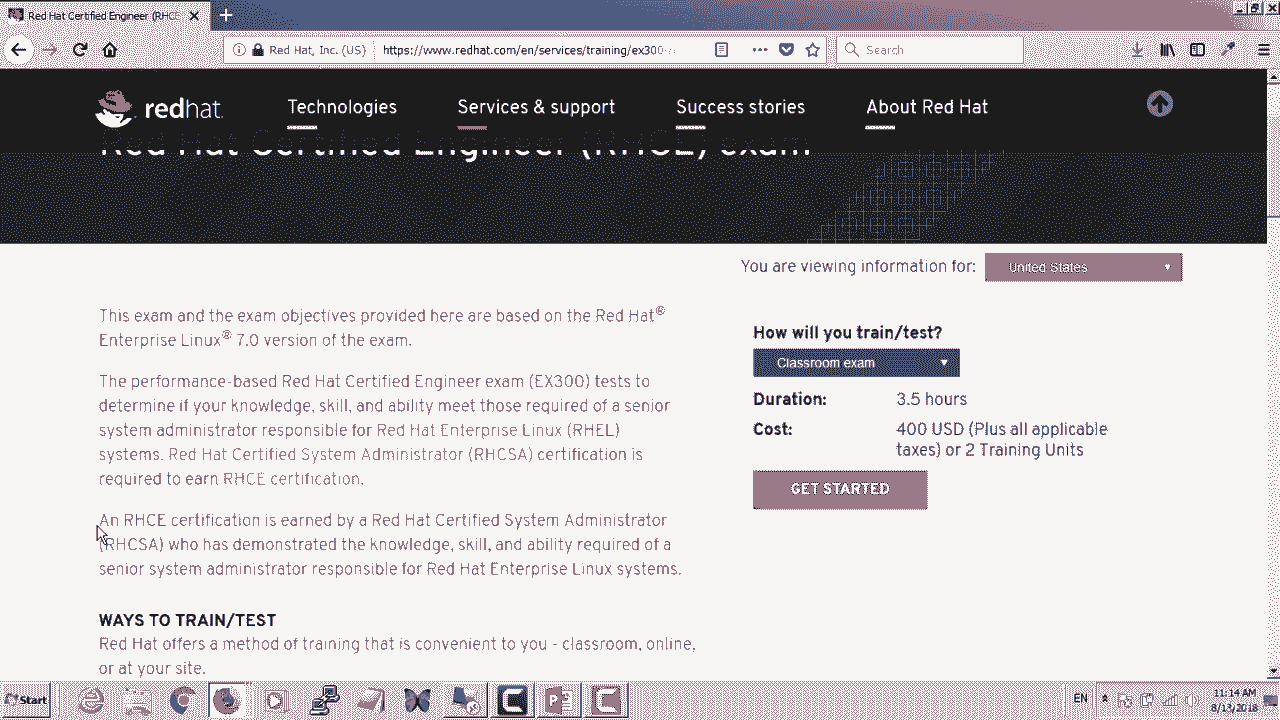 Red Hat Certified Engineer (RHCE
Red Hat, Inc. (US)
https://www.redhat.com/en/services/training/ex300-
Search
redhat.
Technologies
Services & support
Success stories
About Red Hat
Red Hat Certified Engineer (RHCE) exam
You are viewing information for:
United States
This exam and the exam objectives provided here are based on the Red Hat®
Enterprise Linux® 7.0 version of the exam.
The performance-based Red Hat Certified Engineer exam (EX300) tests to
determine if your knowledge, skill, and ability meet those required of a senior
system administrator responsible for Red Hat Enterprise Linux (RHEL)
systems. Red Hat Certified System Administrator (RHCSA) certification is
required to earn RHCE certification.
An RHCE certification is earned by a Red Hat Certified System Administrator
(RHCSA) who has demonstrated the knowledge, skill, and ability required of a
senior system administrator responsible for Red Hat Enterprise Linux systems.
WAYS TO TRAIN/TEST
Red Hat offers a method of training that is convenient to you - classroom, online,
or at your site.
How will you train/test?
Classroom exam
Duration: 3.5 hours
Cost: 400 USD (Plus all applicable
taxes) or 2 Training Units
GET STARTED
Start
EN
11:14 AM
8/13/2018